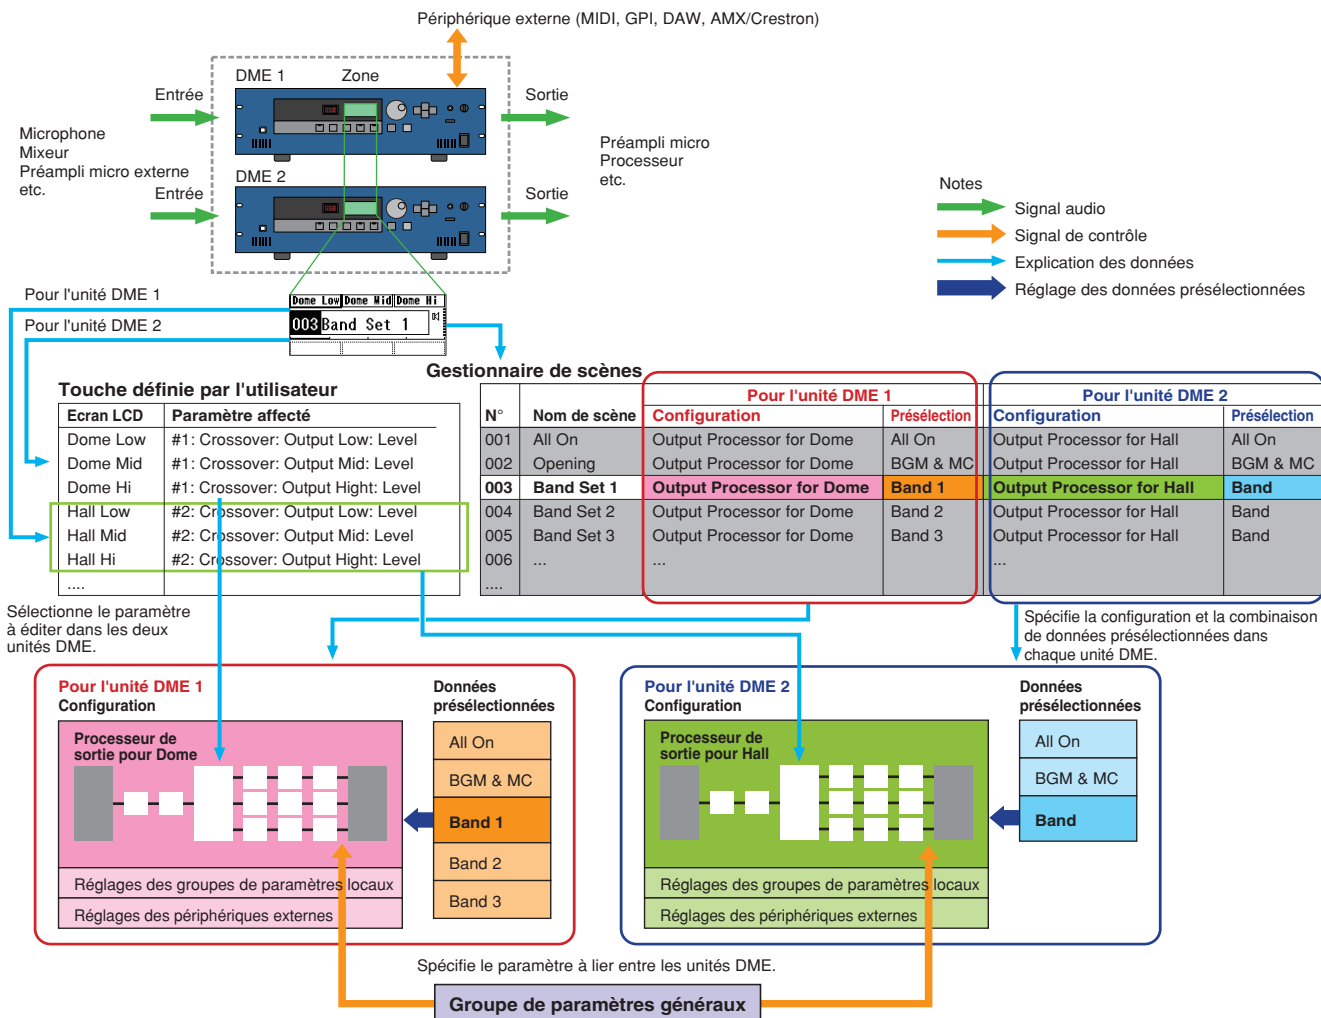 Périphérique externe (MIDI, GPI, DAW, AMX/Crestron)
DME 1
Zone
Entrée
Sortie
Microphone
Mixeur
Préampli micro externe
etc.
Préampli micro
Processeur
etc.
DME 2
Entrée
Sortie
Notes
Signal audio
Signal de contrôle
Explication des données
Réglage des données présélectionnées
Pour l'unité DME 1
Pour l'unité DME 2
Dome Low Dome Mid Dome Hi
003 Band Set 1
Touche définie par l'utilisateur
Ecran LCD Paramètre affecté
Dome Low #1: Crossover: Output Low: Level
Dome Mid #1: Crossover: Output Mid: Level
Dome Hi #1: Crossover: Output Hight: Level
Hall Low #2: Crossover: Output Low: Level
Hall Mid #2: Crossover: Output Mid: Level
Hall Hi #2: Crossover: Output Hight: Level
....
Gestionnaire de scènes
Pour l'unité DME 1 Pour l'unité DME 2
N° Nom de scène Configuration Présélection Configuration Présélection
001 All On Output Processor for Dome All On Output Processor for Hall All On
002 Opening Output Processor for Dome BGM & MC Output Processor for Hall BGM & MC
003 Band Set 1 Output Processor for Dome Band 1 Output Processor for Hall Band
004 Band Set 2 Output Processor for Dome Band 2 Output Processor for Hall Band
005 Band Set 3 Output Processor for Dome Band 3 Output Processor for Hall Band
006 ... ... ...
....
Sélectionne le paramètre
à éditer dans les deux
unités DME.
Spécifie la configuration et la combinaison
de données présélectionnées dans
chaque unité DME.
Pour l'unité DME 1
Configuration
Données
présélectionnées
Processeur de
sortie pour Dome
All On
BGM & MC
Band 1
Band 2
Band 3
Réglages des groupes de paramètres locaux
Réglages des périphériques externes
Pour l'unité DME 2
Configuration
Données
présélectionnées
Processeur de
sortie pour Hall
All On
BGM & MC
Band
Réglages des groupes de paramètres locaux
Réglages des périphériques externes
Spécifie le paramètre à lier entre les unités DME.
Groupe de paramètres généraux